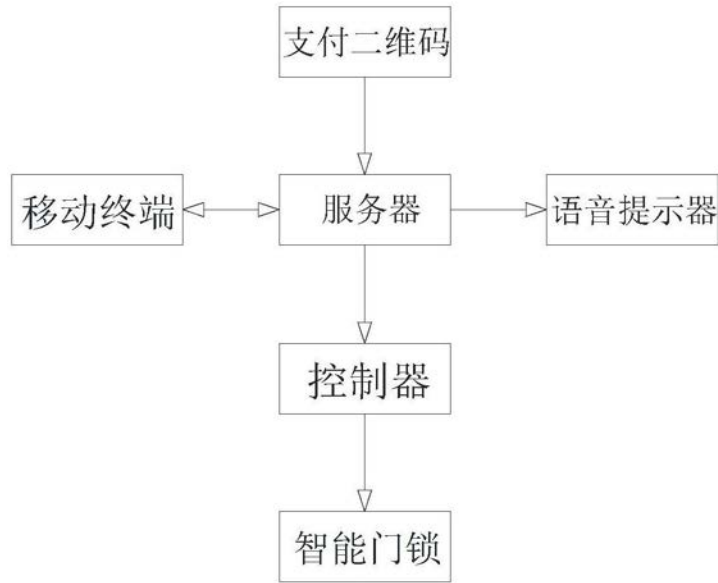 支付二维码
移动终端
服务器
语音提示器
控制器
智能门锁